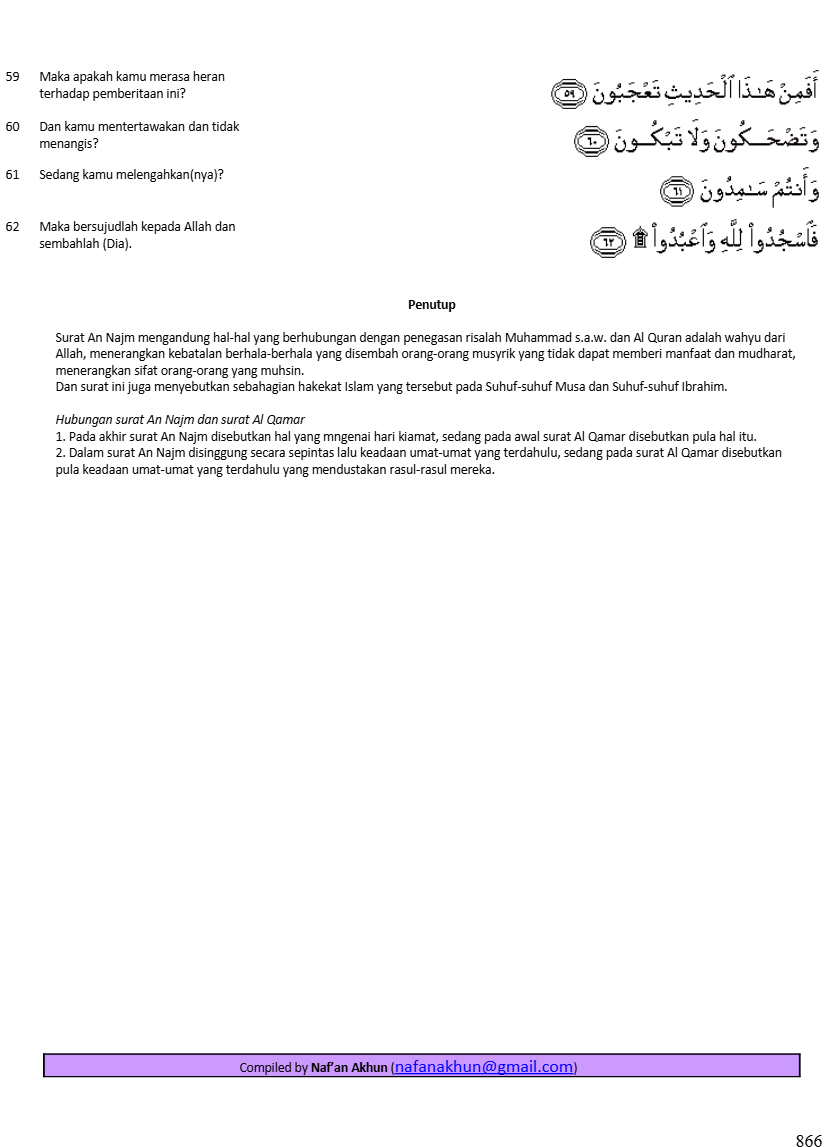 59 Maka apakah kamu merasa heran
terhadap pemberitaan ini?
أَفَمِنْ هَـٰذَا ٱلْحَدِيثِ تَعْجَبُونَ ٥٩
60 Dan kamu mentertawakan dan tidak
menangis?
وَتَضْحَـكُونَ وَلَا تَبْكُـونَ ٦٠
61 Sedang kamu melengahkan(nya)?
وَأَنتُمْ سَـٰمِدُونَ ٦١
62 Maka bersujudlah kepada Allah dan
sembahlah (Dia).
فَٱسْجُدُوا۟ لِلَّهِ وَٱعْبُدُوا۟ ۩ ٦٢
Penutup
Surat An Najm mengandung hal-hal yang berhubungan dengan penegasan risalah Muhammad s.a.w. dan Al Quran adalah wahyu dari
Allah, menerangkan kebatalan berhala-berhala yang disembah orang-orang musyrik yang tidak dapat memberi manfaat dan mudharat,
menerangkan sifat orang-orang yang muhsin.
Dan surat ini juga menyebutkan sebahagian hakekat Islam yang tersebut pada Suhuf-suhuf Musa dan Suhuf-suhuf Ibrahim.
Hubungan surat An Najm dan surat Al Qamar
1. Pada akhir surat An Najm disebutkan hal yang mngenai hari kiamat, sedang pada awal surat Al Qamar disebutkan pula hal itu.
2. Dalam surat An Najm disinggung secara sepintas lalu keadaan umat-umat yang terdahulu, sedang pada surat Al Qamar disebutkan
pula keadaan umat-umat yang terdahulu yang mendustakan rasul-rasul mereka.
Compiled by Naf’an Akhun (nafanakhun@gmail.com)
866